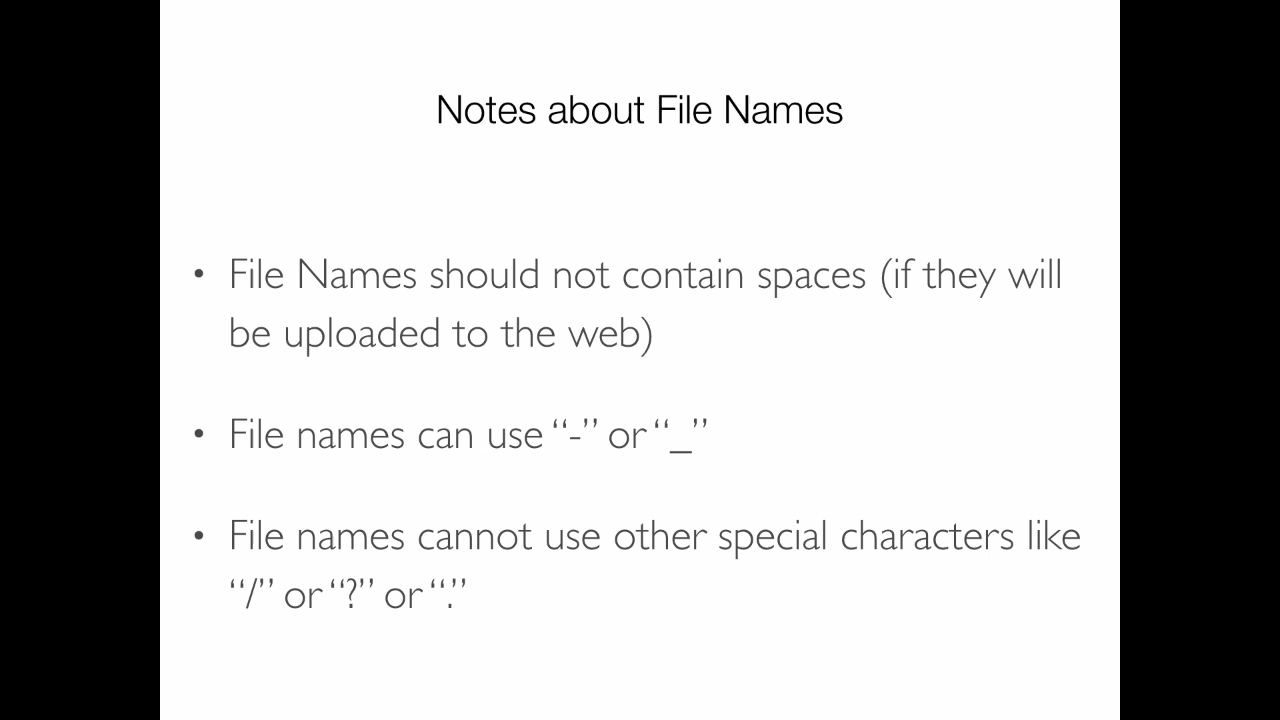 Notes about File Names
• File Names should not contain spaces (if they will
be uploaded to the web)
• File names can use “-” or “_”
• File names cannot use other special characters like
“/” or “?” or “.”